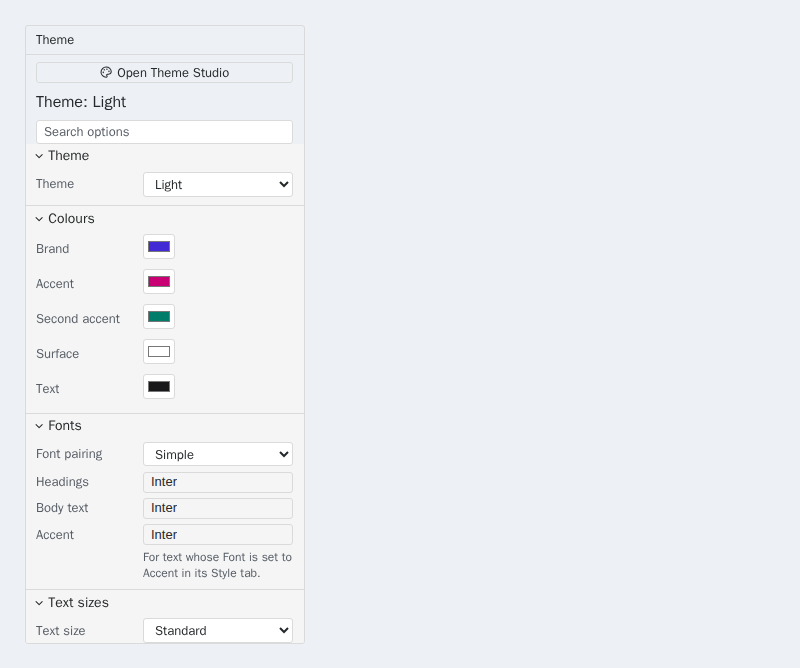 Theme
Open Theme Studio
Theme: Light
Search options
Theme
Theme Light
Colours
Brand
Accent
Second accent
Surface
Text
Fonts
Font pairing Simple
Headings Inter
Body text Inter
Accent Inter
For text whose Font is set to
Accent in its Style tab.
Text sizes
Text size Standard